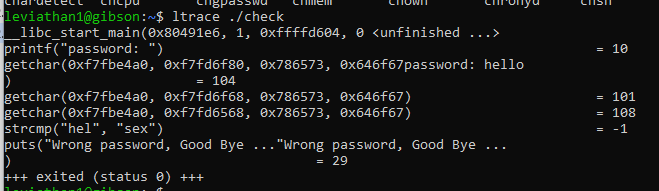 chardetect chcpu chgpasswd chmem chown chronyd chsh
leviathan1@gibson:~$ ltrace ./check
__libc_start_main(0x80491e6, 1, 0xffffd604, 0 <unfinished ...>
printf("password: ") = 10
getchar(0xf7fbe4a0, 0xf7fd6f80, 0x786573, 0x646f67password: hello
) = 104
getchar(0xf7fbe4a0, 0xf7fd6f68, 0x786573, 0x646f67) = 101
getchar(0xf7fbe4a0, 0xf7fd6568, 0x786573, 0x646f67) = 108
strcmp("hel", "sex") = -1
puts("Wrong password, Good Bye ..."Wrong password, Good Bye ...
) = 29
+++ exited (status 0) +++